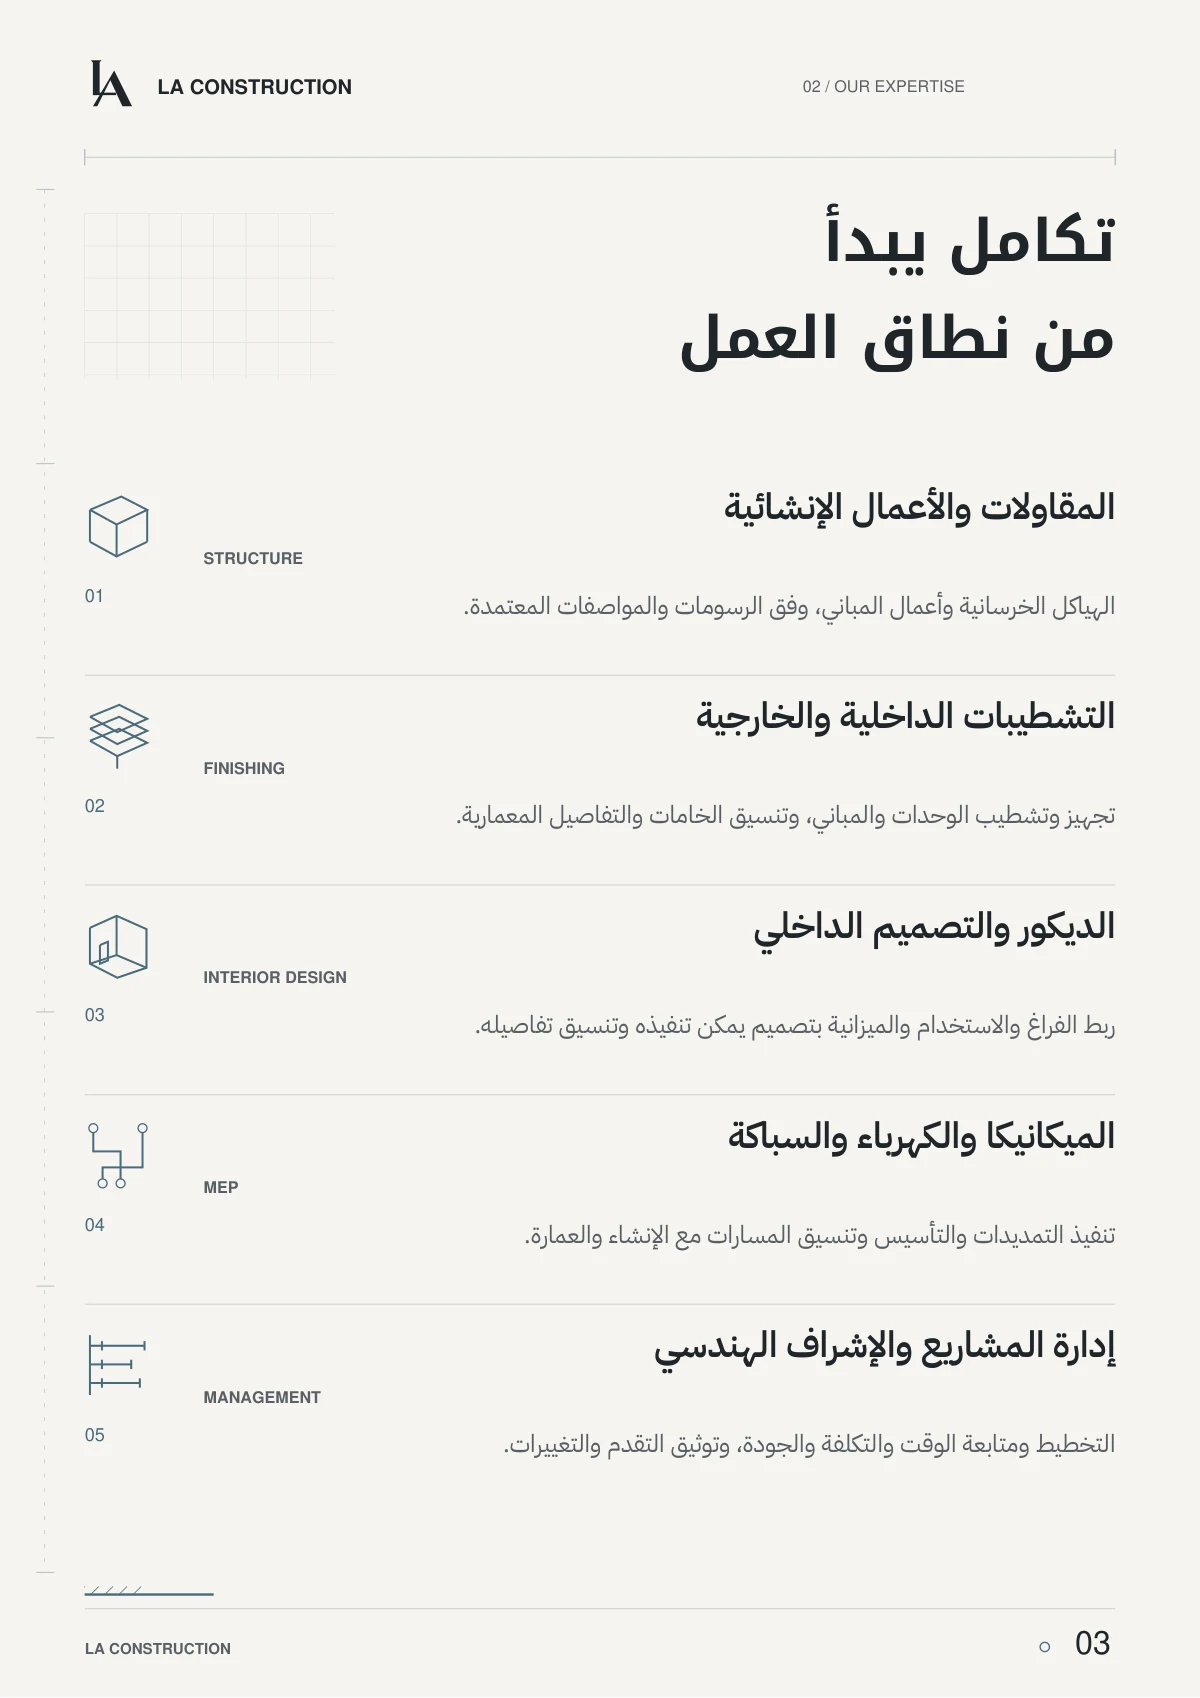 LA CONSTRUCTION
02 / OUR EXPERTISE
تكامل يبدأ
من نطاق العمل
المقاولات والأعمال الإنشائية
STRUCTURE
01
الهياكل الخرسانية وأعمال المباني، وفق الرسومات والمواصفات المعتمدة.
التشطيبات الداخلية والخارجية
FINISHING
02
تجهيز وتشطيب الوحدات والمباني، وتنسيق الخامات والتفاصيل المعمارية.
الديكور والتصميم الداخلي
INTERIOR DESIGN
03
ربط الفراغ والاستخدام والميزانية بتصميم يمكن تنفيذه وتنسيق تفاصيله.
الميكانيكا والكهرباء والسباكة
MEP
04
تنفيذ التمديدات والتأسيس وتنسيق المسارات مع الإنشاء والعمارة.
إدارة المشاريع والإشراف الهندسي
MANAGEMENT
05
التخطيط ومتابعة الوقت والتكلفة والجودة، وتوثيق التقدم والتغييرات.
LA CONSTRUCTION
03